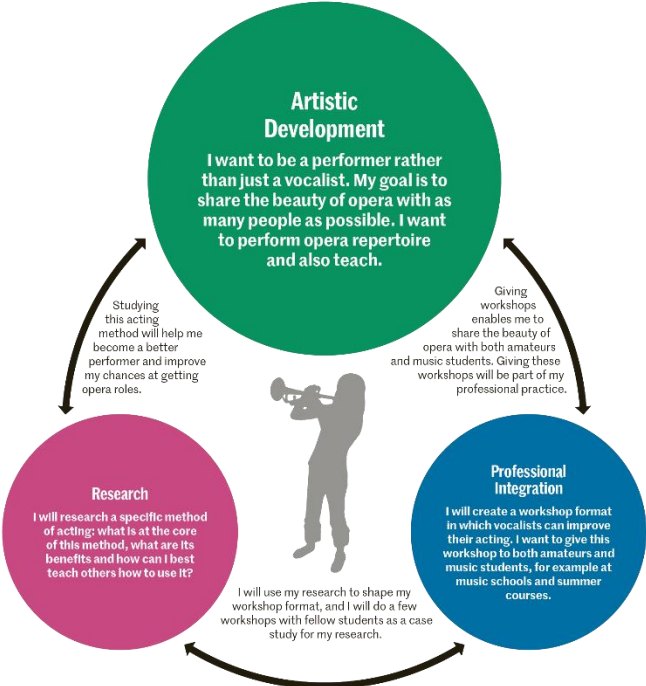 Artistic
Development
I want to be a performer rather
than just a vocalist. My goal is to
share the beauty of opera with as
many people as possible. I want
to perform opera repertoire
and also teach.
Studying
this acting
method will help me
become a better
performer and improve
my chances at getting
opera roles.
Giving
workshops
enables me to
share the beauty of
opera with both amateurs
and music students. Giving these
workshops will be part of my
professional practice.
Research
I will research a specific method
of acting: what is at the core
of this method, what are its
benefits and how can I best
teach others how to use it?
Professional
Integration
I will create a workshop format
in which vocalists can improve
their acting. I want to give this
workshop to both amateurs and
music students, for example at
music schools and summer
courses.
I will use my research to shape my
workshop format, and I will do a few
workshops with fellow students as a case
study for my research.